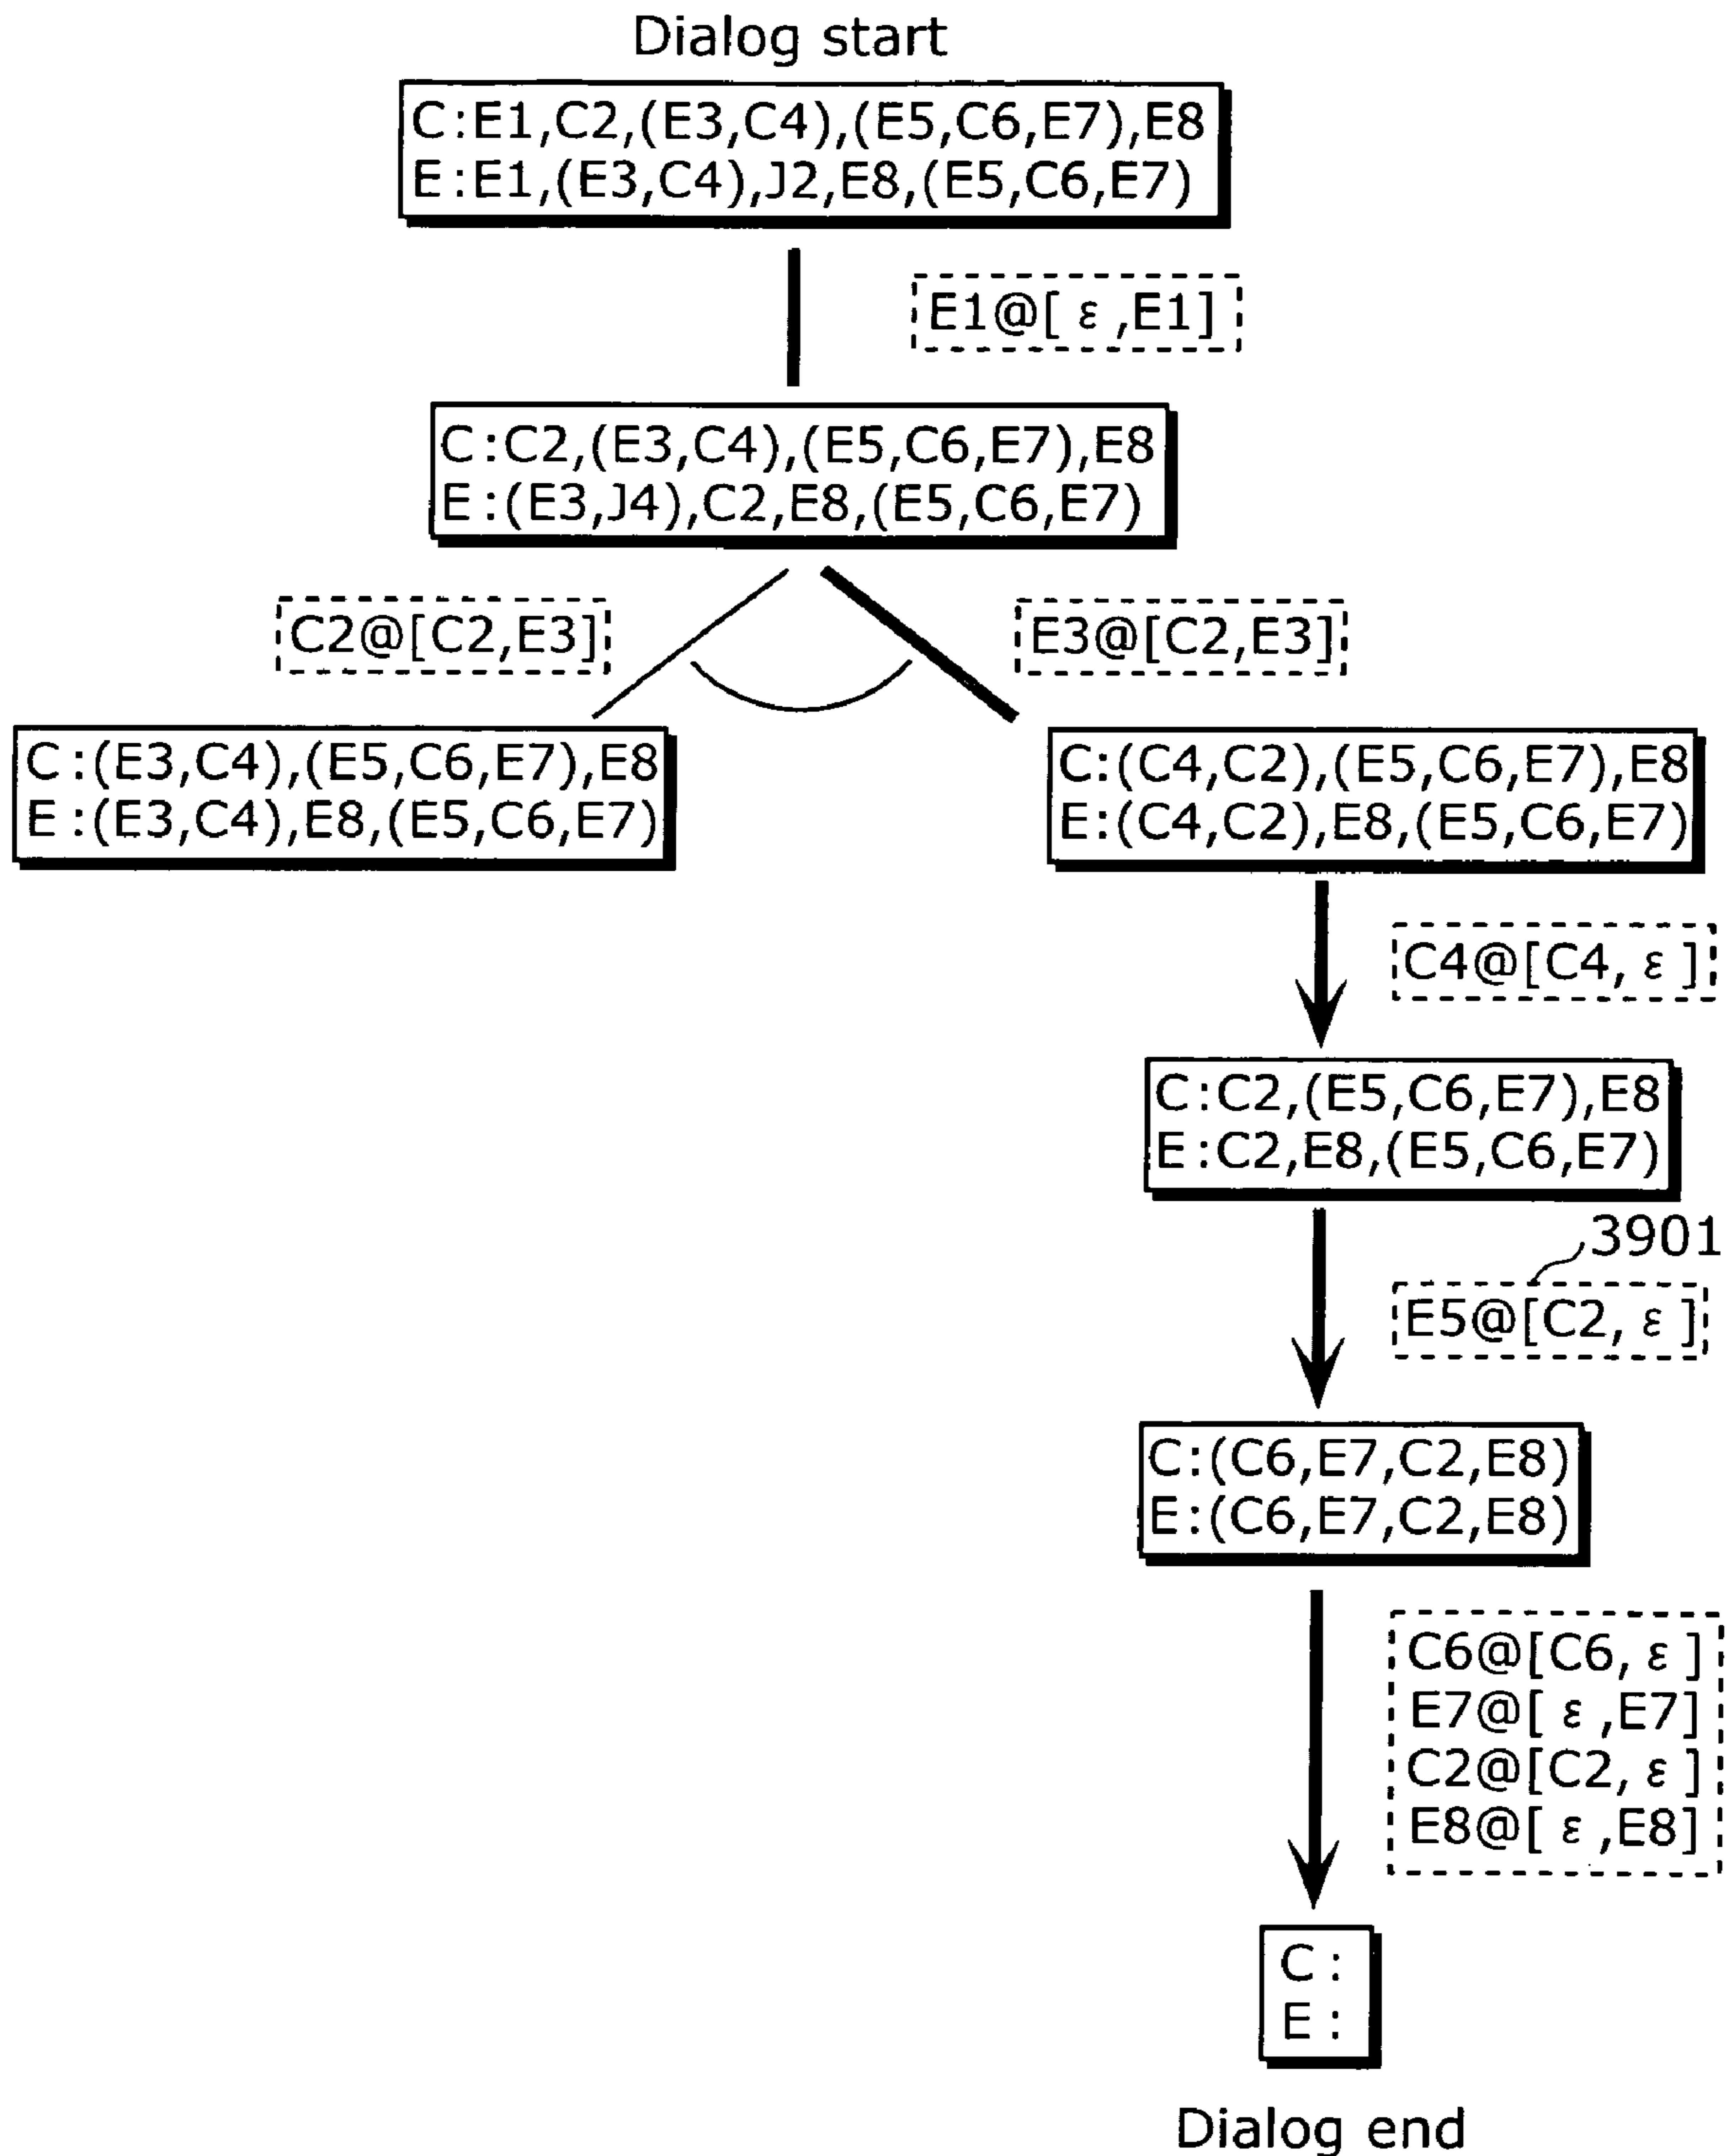 Dialog start
C:E1,C2,(E3,C4),(E5,C6,E7),E8
E:E1,(E3,C4),J2,E8,(E5,C6,E7)
E1@[ε,E1]
C:C2,(E3,C4),(E5,C6,E7),E8
E:(E3,J4),C2,E8,(E5,C6,E7)
C2@[C2,E3]
E3@[C2,E3]
C:(E3,C4),(E5,C6,E7),E8
E:(E3,C4),E8,(E5,C6,E7)
C:(C4,C2),(E5,C6,E7),E8
E:(C4,C2),E8,(E5,C6,E7)
C4@[C4,ε]
C:C2,(E5,C6,E7),E8
E:C2,E8,(E5,C6,E7)
3901
E5@[C2,ε]
C:(C6,E7,C2,E8)
E:(C6,E7,C2,E8)
C6@[C6,ε]
E7@[ε,E7]
C2@[C2,ε]
E8@[ε,E8]
C:
E:
Dialog end